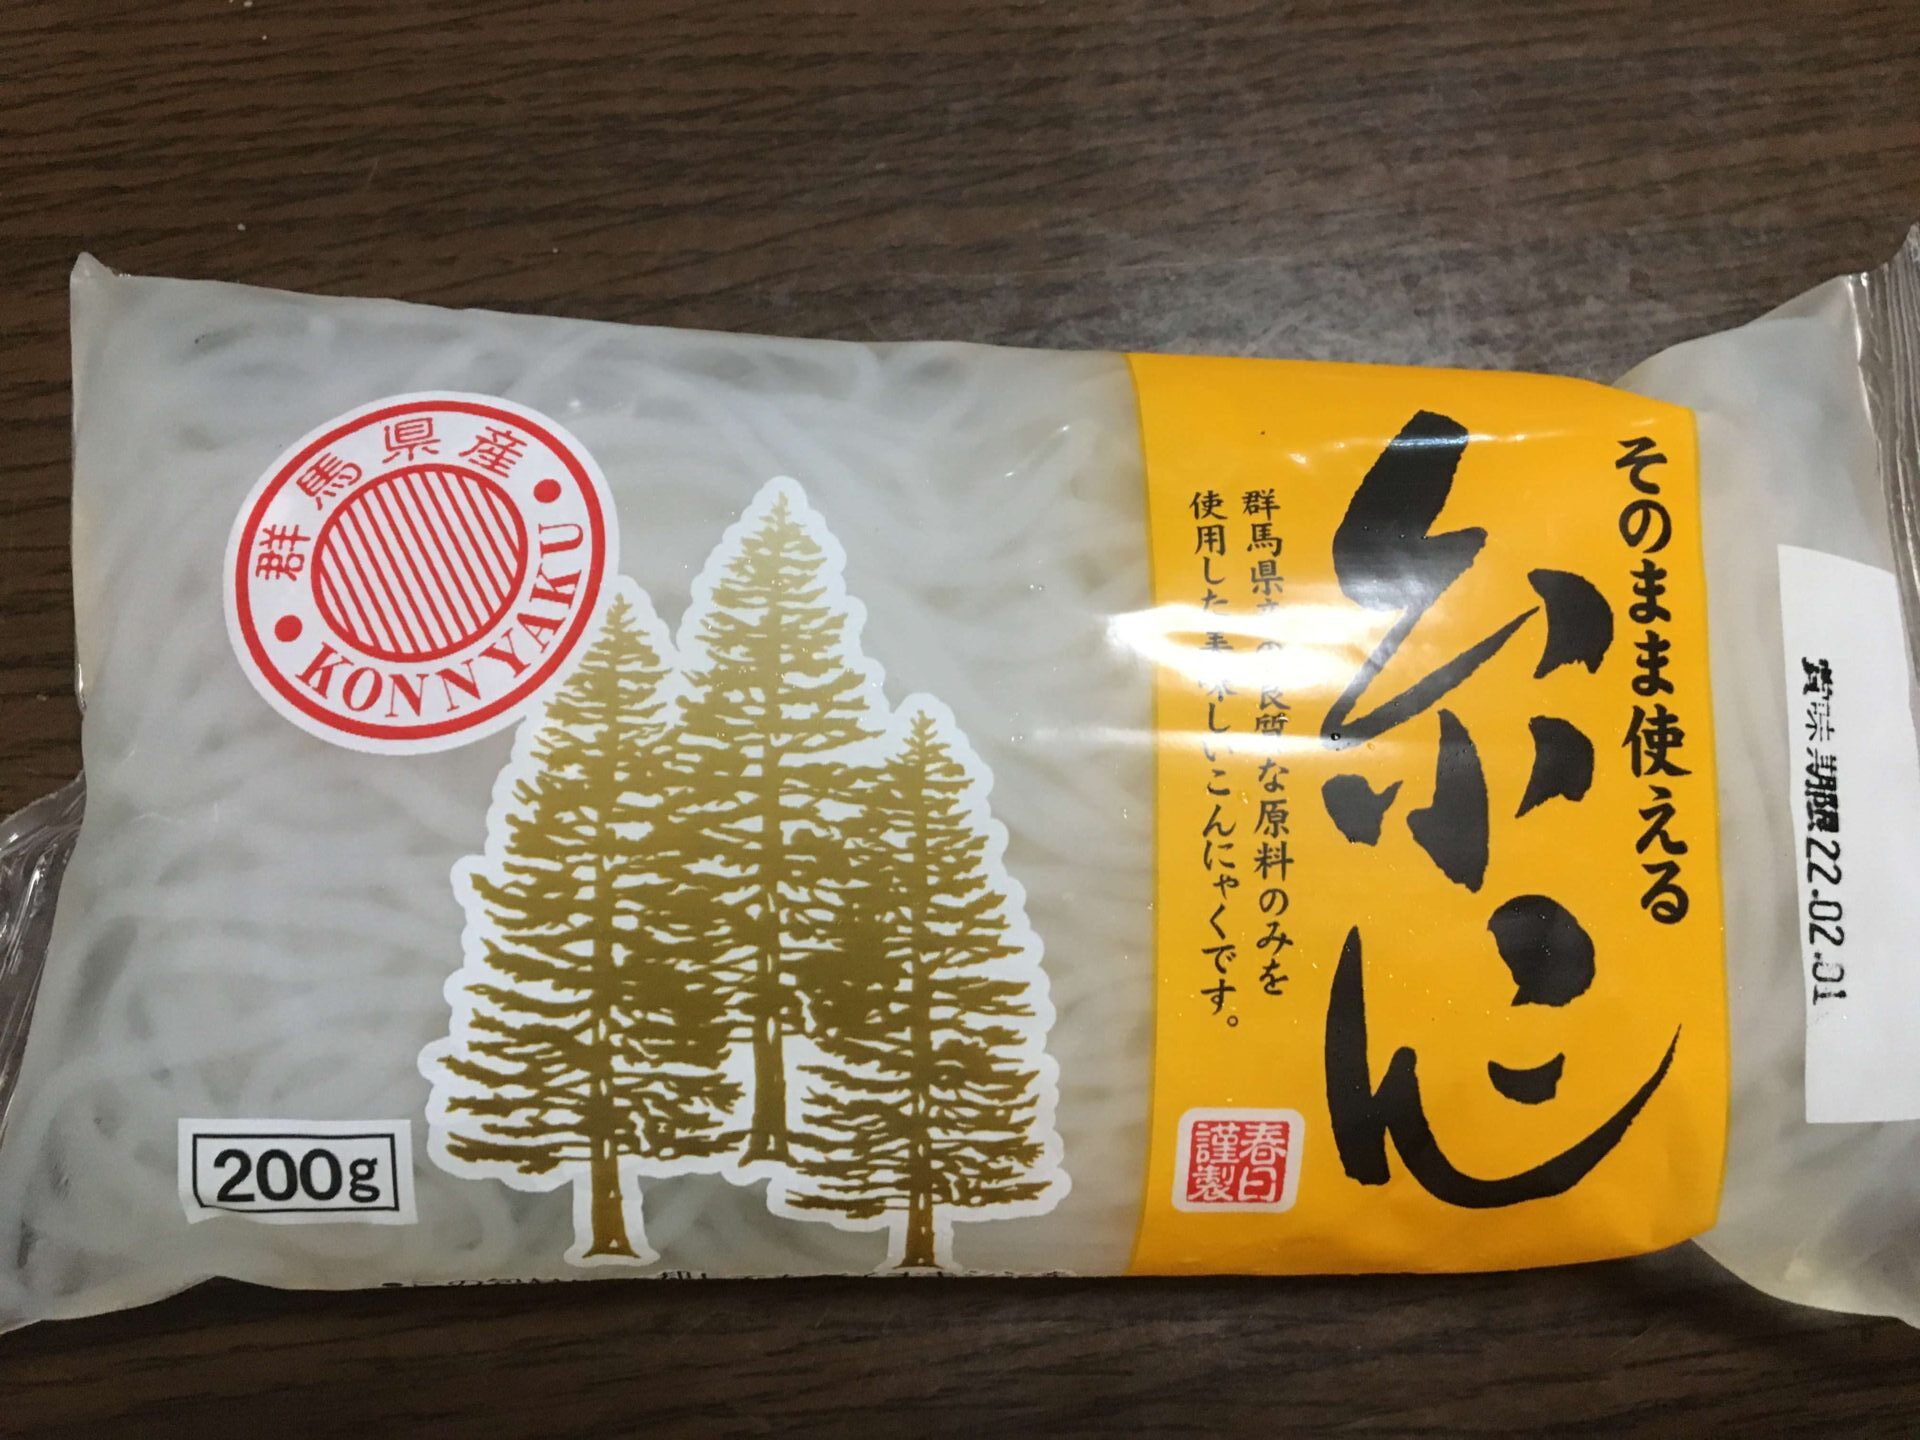 群馬県産
KONNYAKU
200g
そのまま使える
糸こん
群馬県産の良質な原料のみを
使用した美味しいこんにゃくです。
春日
謹製
賞味期限22.02.01